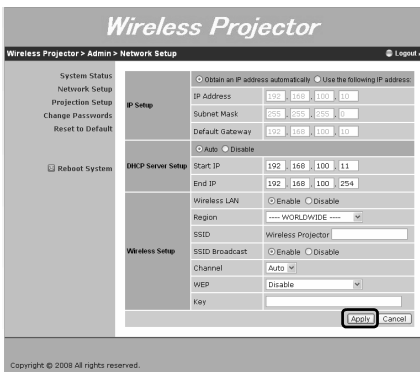 Wireless Projector
Wireless Projector > Admin > Network Setup
Logout
System Status
Network Setup
Projection Setup
Change Passwords
Reset to Default
Reboot System
IP Setup
Obtain an IP address automatically Use the following IP address:
IP Address 192 . 168 . 100 . 10
Subnet Mask 255 . 255 . 255 . 0
Default Gateway 192 . 168 . 100 . 10
DHCP Server Setup
Auto Disable
Start IP 192 . 168 . 100 . 11
End IP 192 . 168 . 100 . 254
Wireless Setup
Wireless LAN Enable Disable
Region ---- WORLDWIDE ----
SSID Wireless Projector
SSID Broadcast Enable Disable
Channel Auto
WEP Disable
Key
Apply Cancel
Copyright © 2008 All rights reserved.